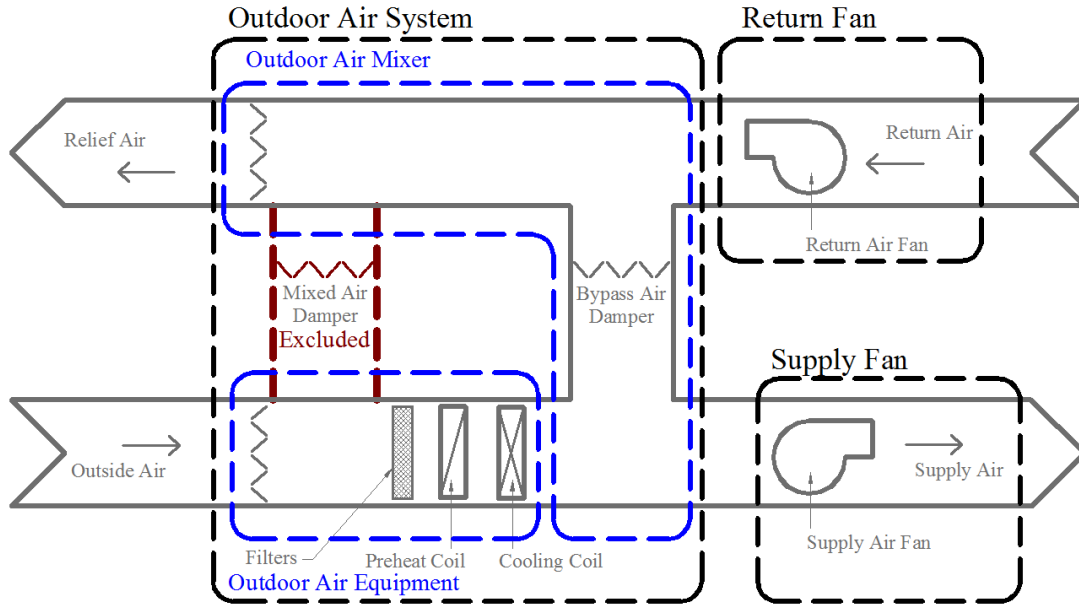 Outdoor Air System
Return Fan
Outdoor Air Mixer
Relief Air
Return Air
Return Air Fan
Mixed Air
Damper
Excluded
Bypass Air
Damper
Supply Fan
Outside Air
Supply Air
Filters
Preheat Coil
Cooling Coil
Supply Air Fan
Outdoor Air Equipment